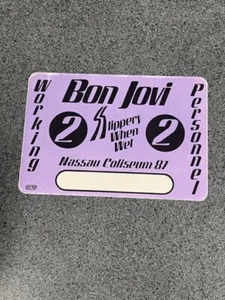 Bon Jovi
Working
Personnel
2
Slippery
When
Wet
2
Nassau Coliseum 87